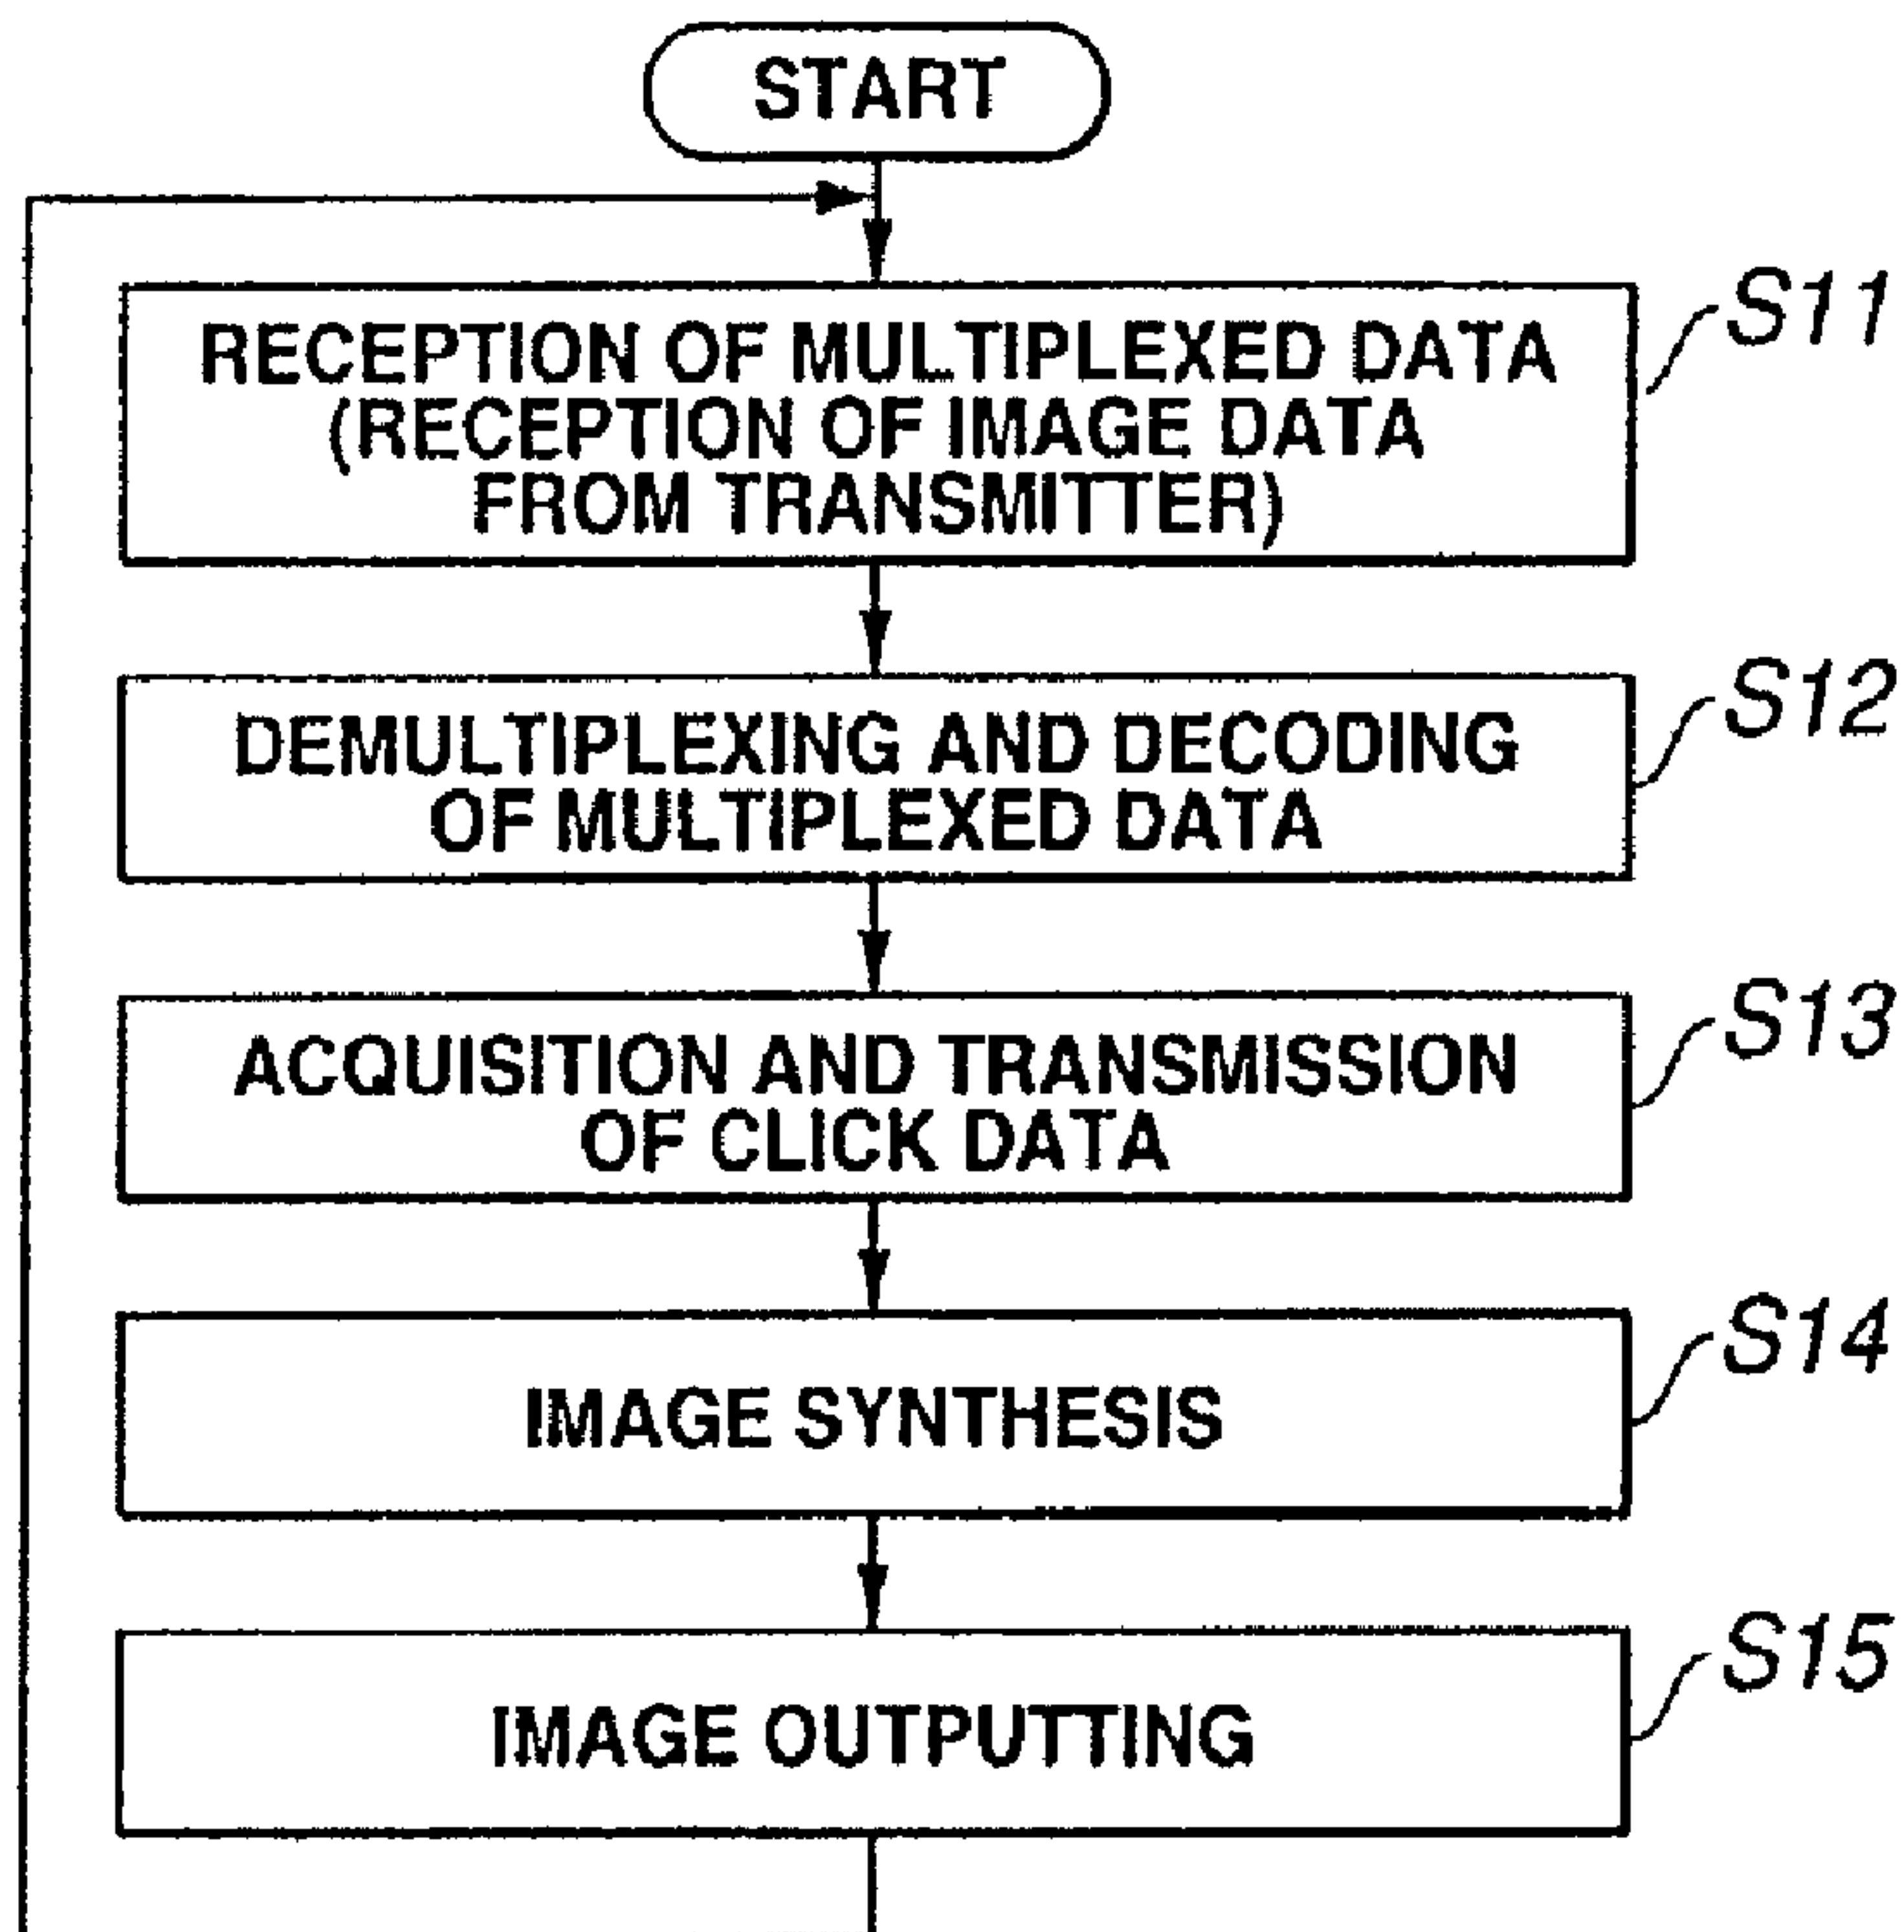 START
RECEPTION OF MULTIPLEXED DATA
(RECEPTION OF IMAGE DATA
FROM TRANSMITTER)
S11
DEMULTIPLEXING AND DECODING
OF MULTIPLEXED DATA
S12
ACQUISITION AND TRANSMISSION
OF CLICK DATA
S13
IMAGE SYNTHESIS
S14
IMAGE OUTPUTTING
S15